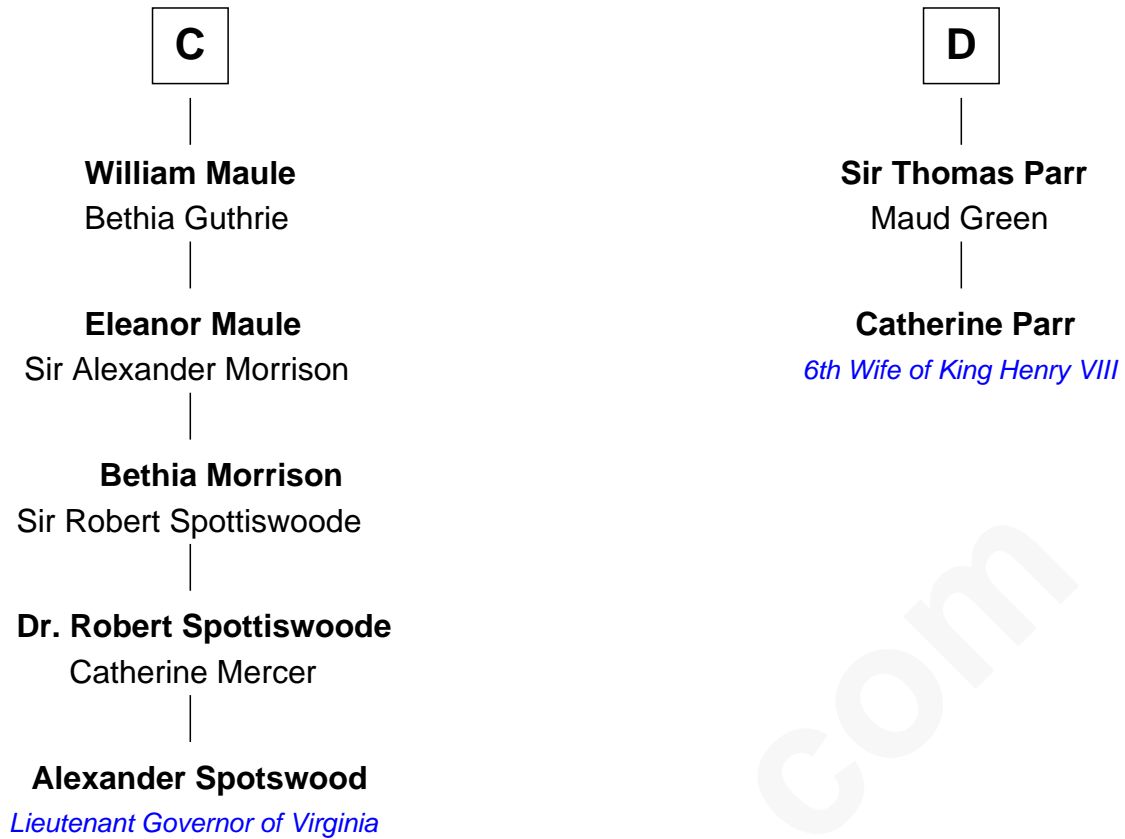 C
William Maule
Bethia Guthrie
Eleanor Maule
Sir Alexander Morrison
Bethia Morrison
Sir Robert Spottiswoode
Dr. Robert Spottiswoode
Catherine Mercer
Alexander Spotswood
Lieutenant Governor of Virginia
D
Sir Thomas Parr
Maud Green
Catherine Parr
6th Wife of King Henry VIII
com